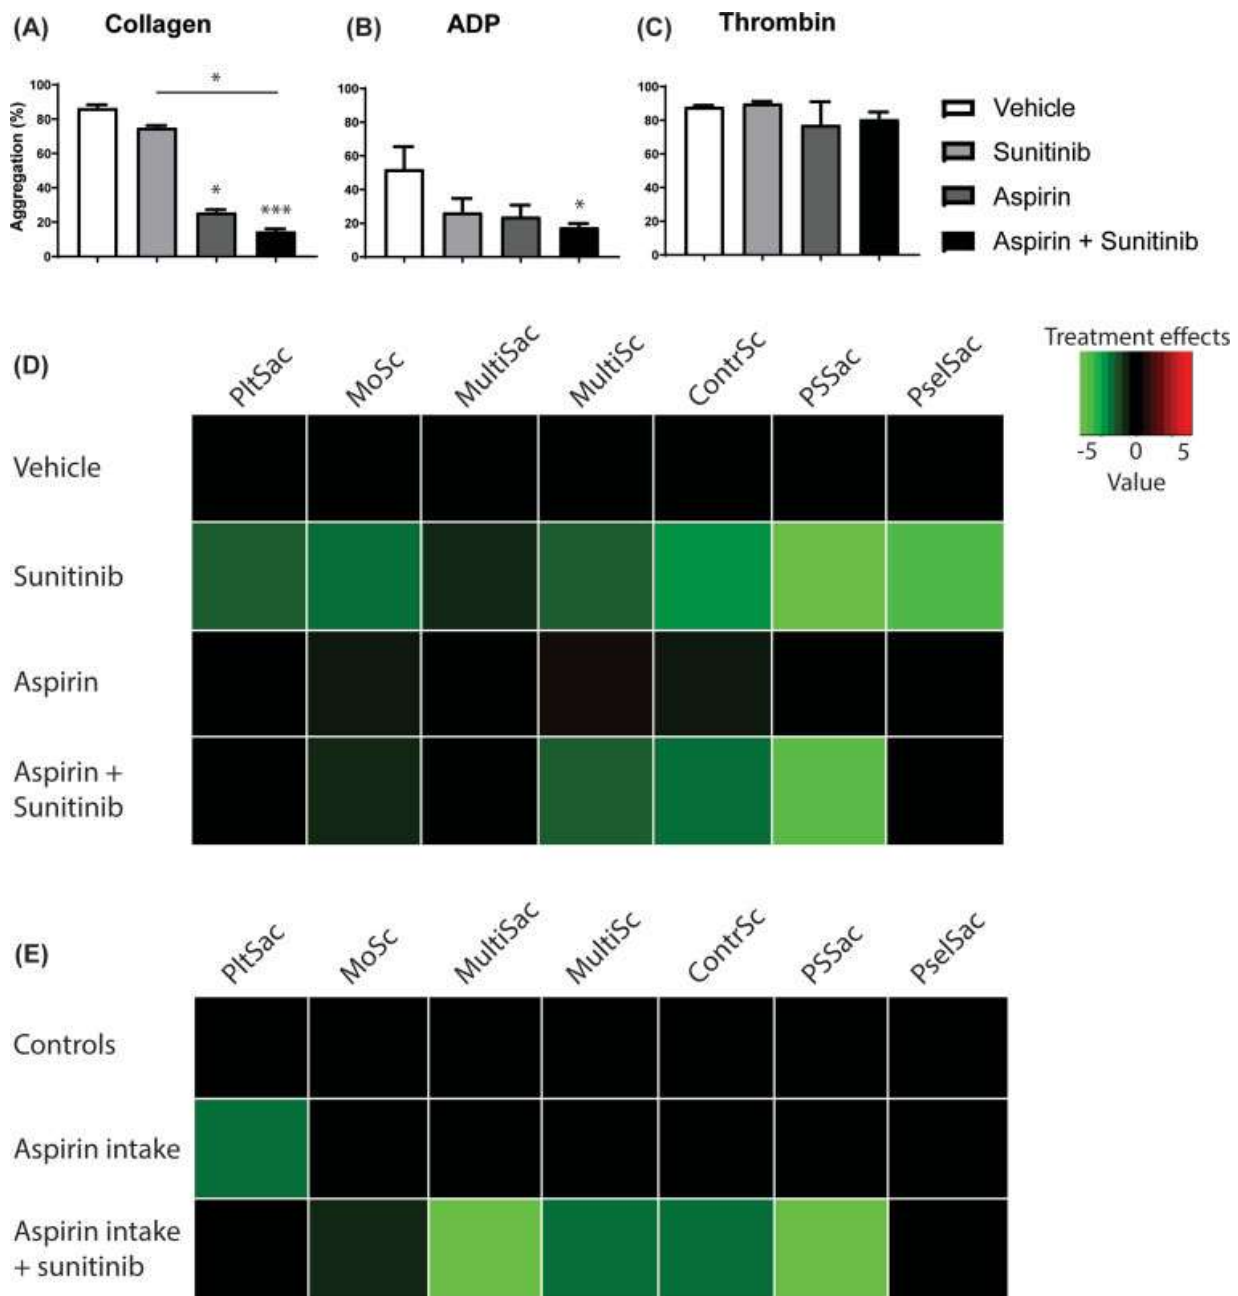 (A) Collagen
(B) ADP
(C) Thrombin
Aggregation (%)
100
80
60
40
20
0
*
*
***
100
80
60
40
20
0
*
100
80
60
40
20
0
Vehicle
Sunitinib
Aspirin
Aspirin + Sunitinib
Treatment effects
-5 0 5
Value
(D)
PltSac MoSc MultiSac MultiSc ContrSc PSSac PselSac
Vehicle
Sunitinib
Aspirin
Aspirin +
Sunitinib
(E)
PltSac MoSc MultiSac MultiSc ContrSc PSSac PselSac
Controls
Aspirin intake
Aspirin intake
+ sunitinib